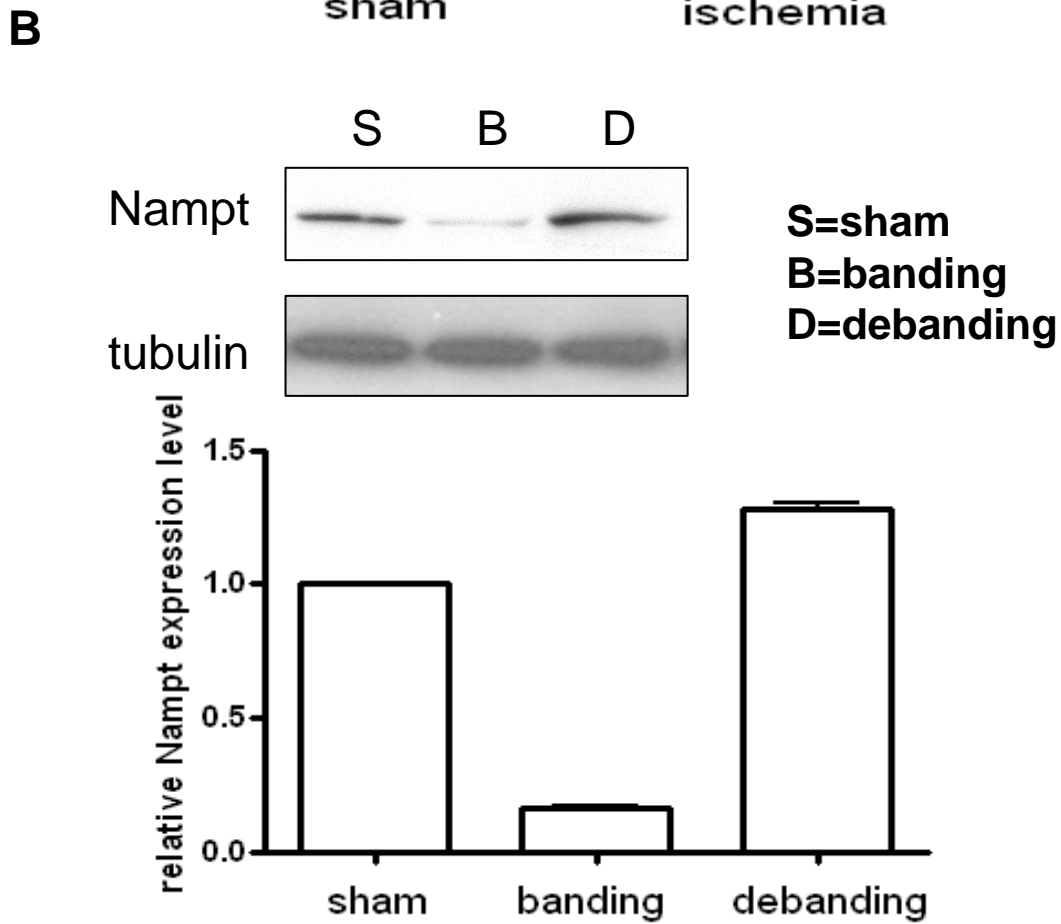 sham ischemia
B
S B D
Nampt
tubulin
S=sham
B=banding
D=debanding
relative Nampt expression level
1.5
1.0
0.5
0.0
sham banding debanding